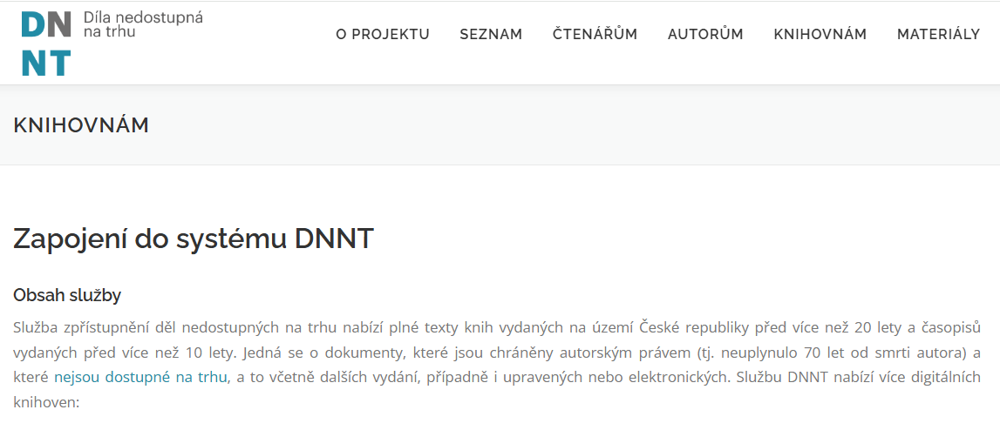 DN Díla nedostupná
NT na trhu
O PROJEKTU SEZNAM ČTENÁŘŮM AUTORŮM KNIHOVNÁM MATERIÁLY
KNIHOVNÁM
Zapojení do systému DNNT
Obsah služby
Služba zpřístupnění děl nedostupných na trhu nabízí plné texty knih vydaných na území České republiky před více než 20 lety a časopisů
vydaných před více než 10 lety. Jedná se o dokumenty, které jsou chráněny autorským právem (tj. neuplynulo 70 let od smrti autora) a
které nejsou dostupné na trhu, a to včetně dalších vydání, případně i upravených nebo elektronických. Službu DNNT nabízí více digitálních
knihoven: